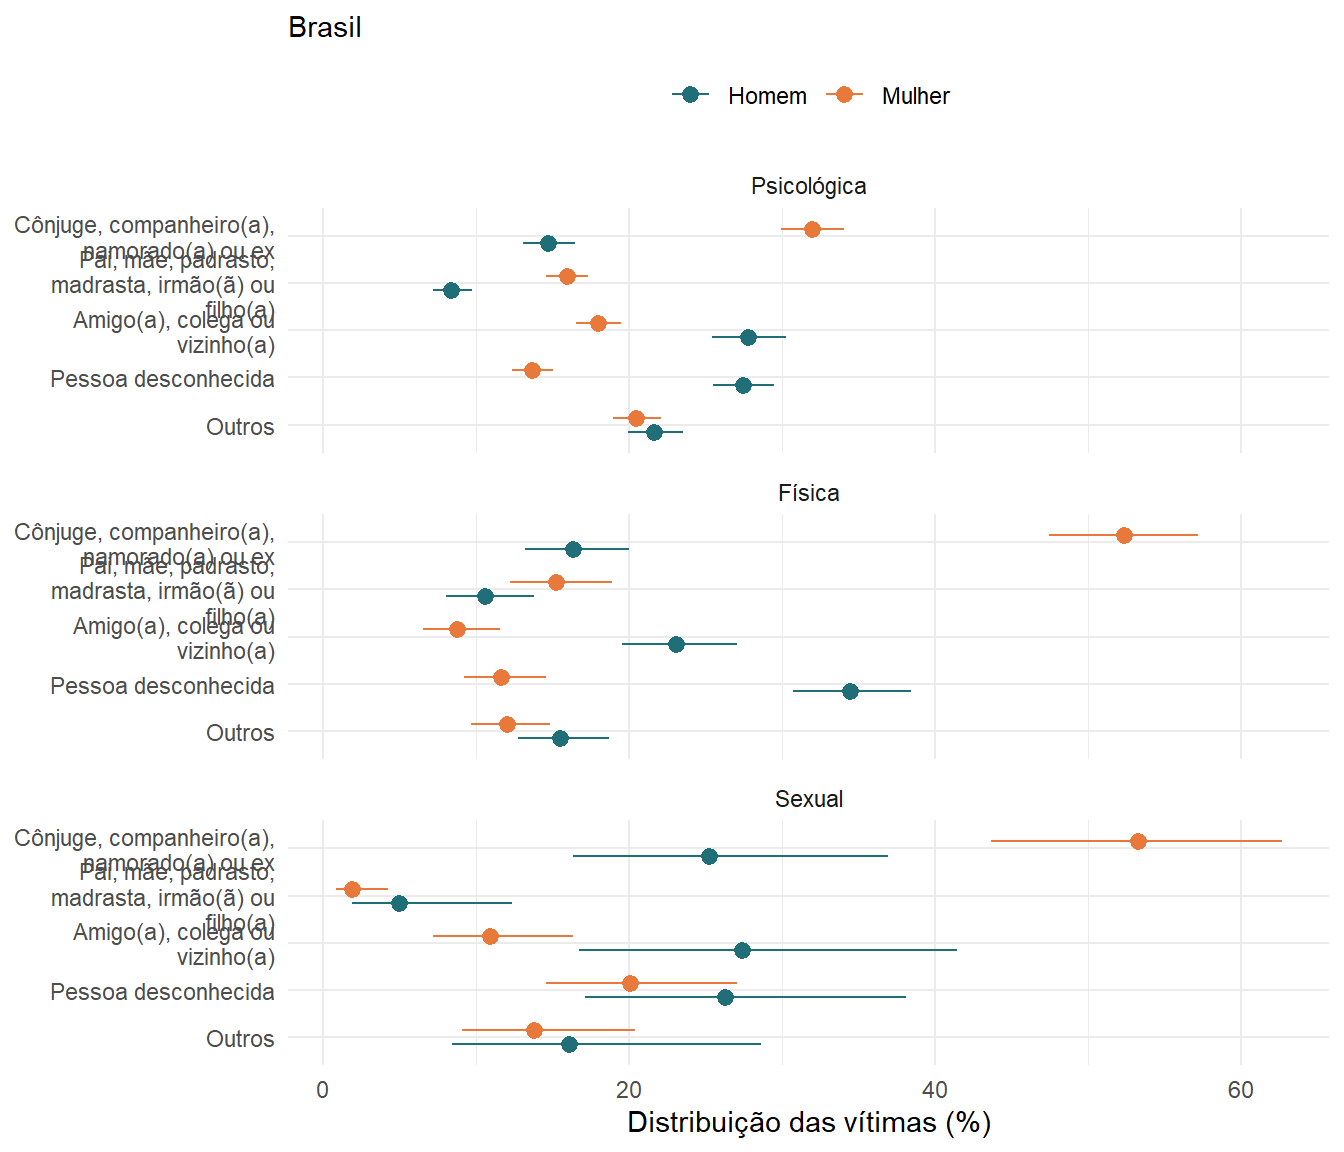 Brasil
Homem
Mulher
Psicológica
Cônjuge, companheiro(a),
namorado(a) ou ex
Pai, mãe, padrasto,
madrasta, irmão(ã) ou
filho(a)
Amigo(a), colega ou
vizinho(a)
Pessoa desconhecida
Outros
Física
Cônjuge, companheiro(a),
namorado(a) ou ex
Pai, mãe, padrasto,
madrasta, irmão(ã) ou
filho(a)
Amigo(a), colega ou
vizinho(a)
Pessoa desconhecida
Outros
Sexual
Cônjuge, companheiro(a),
namorado(a) ou ex
Pai, mãe, padrasto,
madrasta, irmão(ã) ou
filho(a)
Amigo(a), colega ou
vizinho(a)
Pessoa desconhecida
Outros
0 20 40 60
Distribuição das vítimas (%)